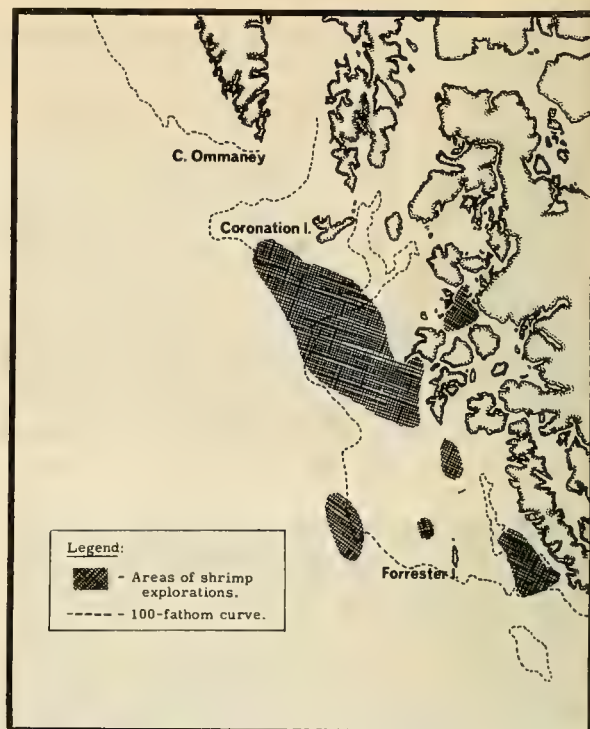 C. Ommaney
Coronation I.
Forrester I.
Legend:
- Areas of shrimp
explorations.
- 100-fathom curve.